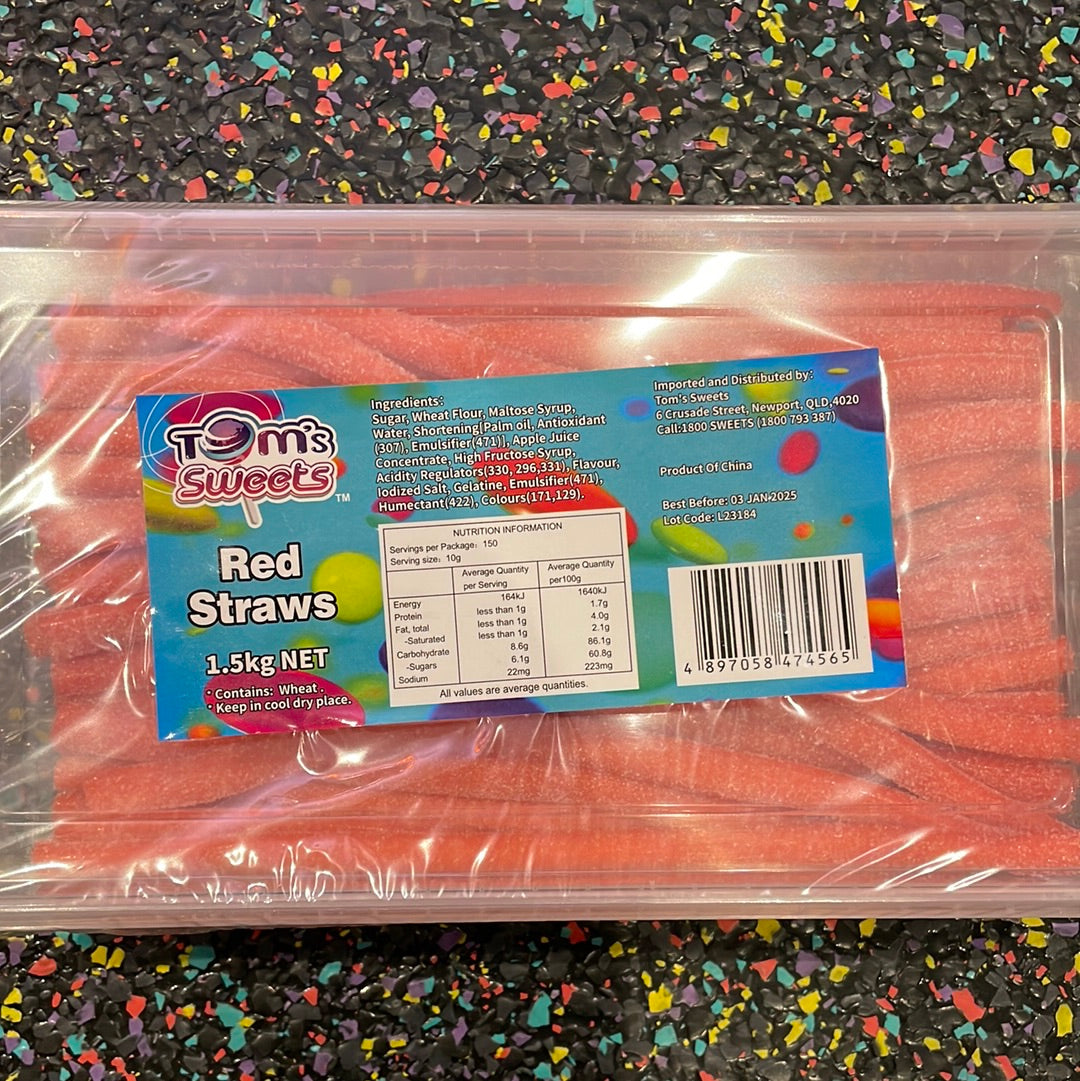 Tom's
Sweets
TM
Red
Straws
1.5kg NET
* Contains: Wheat .
* Keep in cool dry place.
Ingredients:
Sugar, Wheat Flour, Maltose Syrup,
Water, Shortening[Palm oil, Antioxidant
(307), Emulsifier(471)], Apple Juice
Concentrate, High Fructose Syrup,
Acidity Regulators(330, 296,331), Flavour,
Iodized Salt, Gelatine, Emulsifier(471),
Humectant(422), Colours(171,129).
NUTRITION INFORMATION
Servings per Package: 150
Serving size: 10g
Average Quantity per Serving Average Quantity per100g
Energy 164kJ 1640kJ
Protein less than 1g 1.7g
Fat, total less than 1g 4.0g
-Saturated less than 1g 2.1g
Carbohydrate 8.6g 86.1g
-Sugars 6.1g 60.8g
Sodium 22mg 223mg
All values are average quantities.
Imported and Distributed by:
Tom's Sweets
6 Crusade Street, Newport, QLD,4020
Call:1800 SWEETS (1800 793 387)
Product Of China
Best Before: 03 JAN 2025
Lot Code: L23184
4 897058 474565